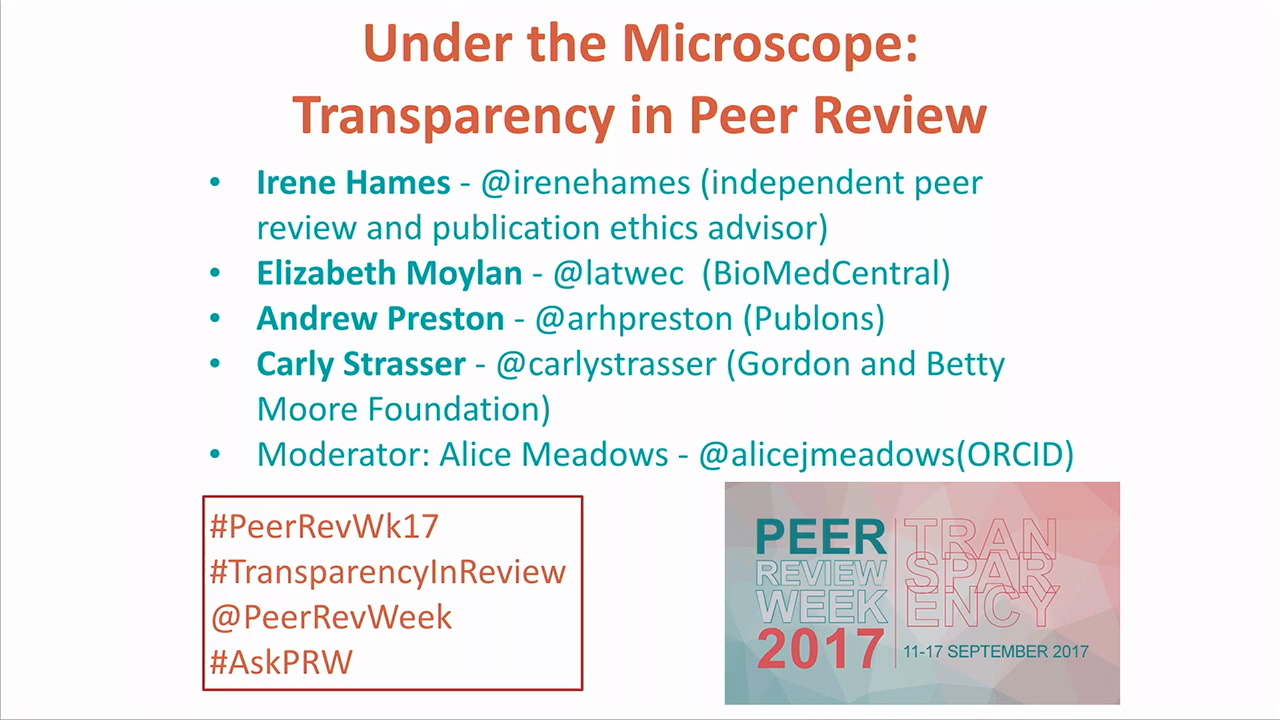 Under the Microscope:
Transparency in Peer Review
• Irene Hames - @irenehames (independent peer
review and publication ethics advisor)
• Elizabeth Moylan - @latwec (BioMedCentral)
• Andrew Preston - @arhpreston (Publons)
• Carly Strasser - @carlystrasser (Gordon and Betty
Moore Foundation)
• Moderator: Alice Meadows - @alicejmeadows(ORCID)
#PeerRevWk17
#TransparencyInReview
@PeerRevWeek
#AskPRW
PEER
REVIEW
WEEK
2017
TRAN
SPAR
ENCY
11-17 SEPTEMBER 2017